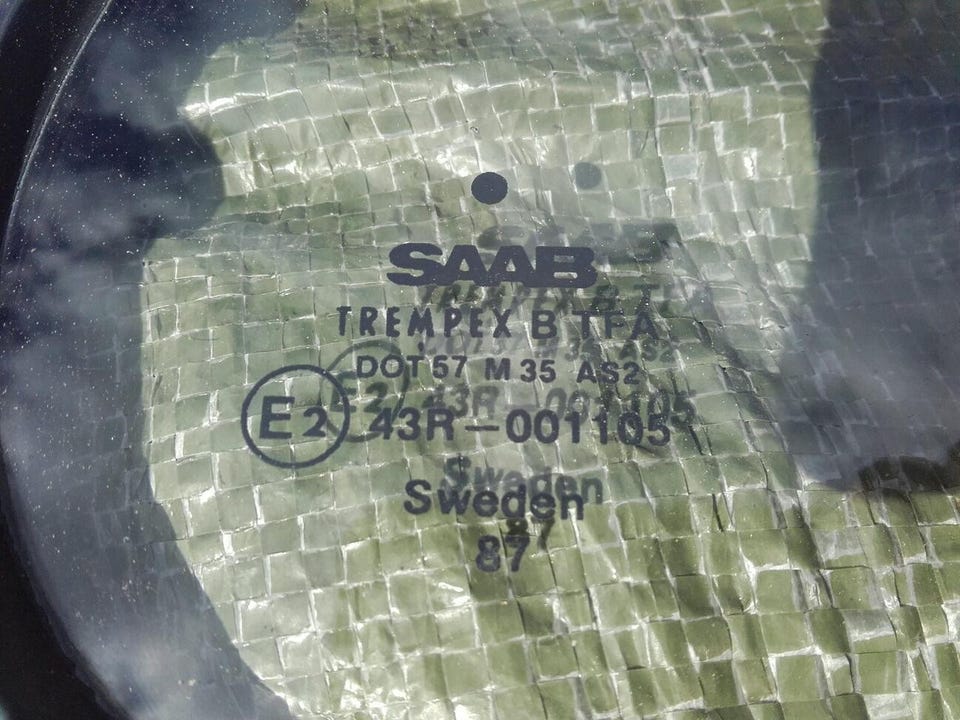 SAAB
TREMPEX B TFA
DOT 57 M 35 AS2
E2 43R-001105
Sweden
87